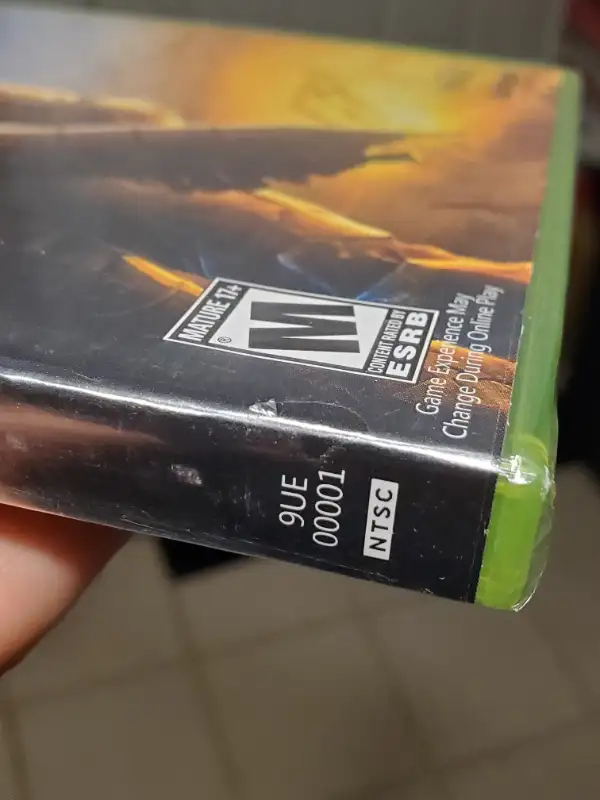 MATURE 17+
M
®
CONTENT RATED BY
ESRB
Game Experience May
Change During Online Play
9UE
00001
NTSC